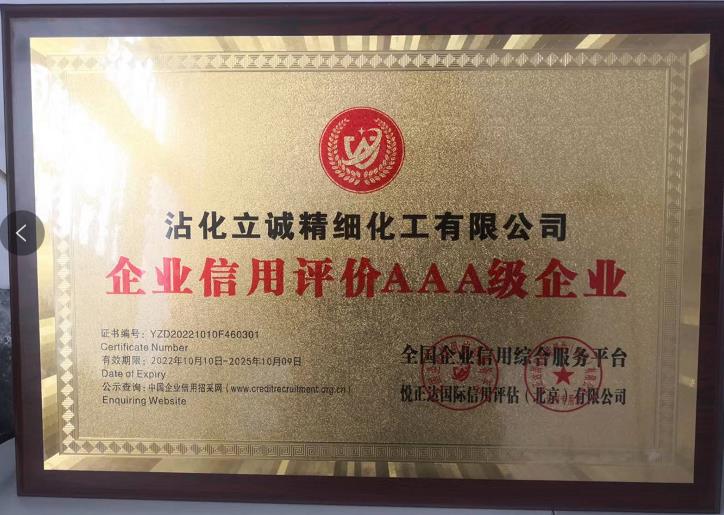 沾化立诚精细化工有限公司
企业信用评价AAA级企业
证书编号：YZD20221010F460301
Certificate Number
有效期限：2022年10月10日-2025年10月09日
Date of Expiry
公示查询：中国企业信用招采网（www.creditrecruitment.org.cn）
Enquiring Website
全国企业信用综合服务平台
悦正达国际信用评估（北京）有限公司